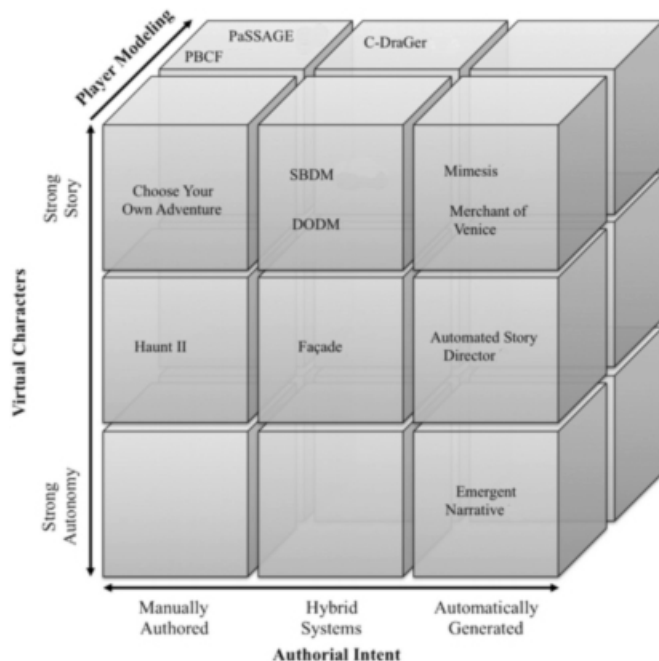 Player Modeling
PaSSAGE
PBCF
C-DraGer
Virtual Characters
Strong
Story
Strong
Autonomy
Choose Your
Own Adventure
SBDM
DODM
Mimesis
Merchant of
Venice
Haunt II
Façade
Automated Story
Director
Emergent
Narrative
Manually
Authored
Hybrid
Systems
Automatically
Generated
Authorial Intent